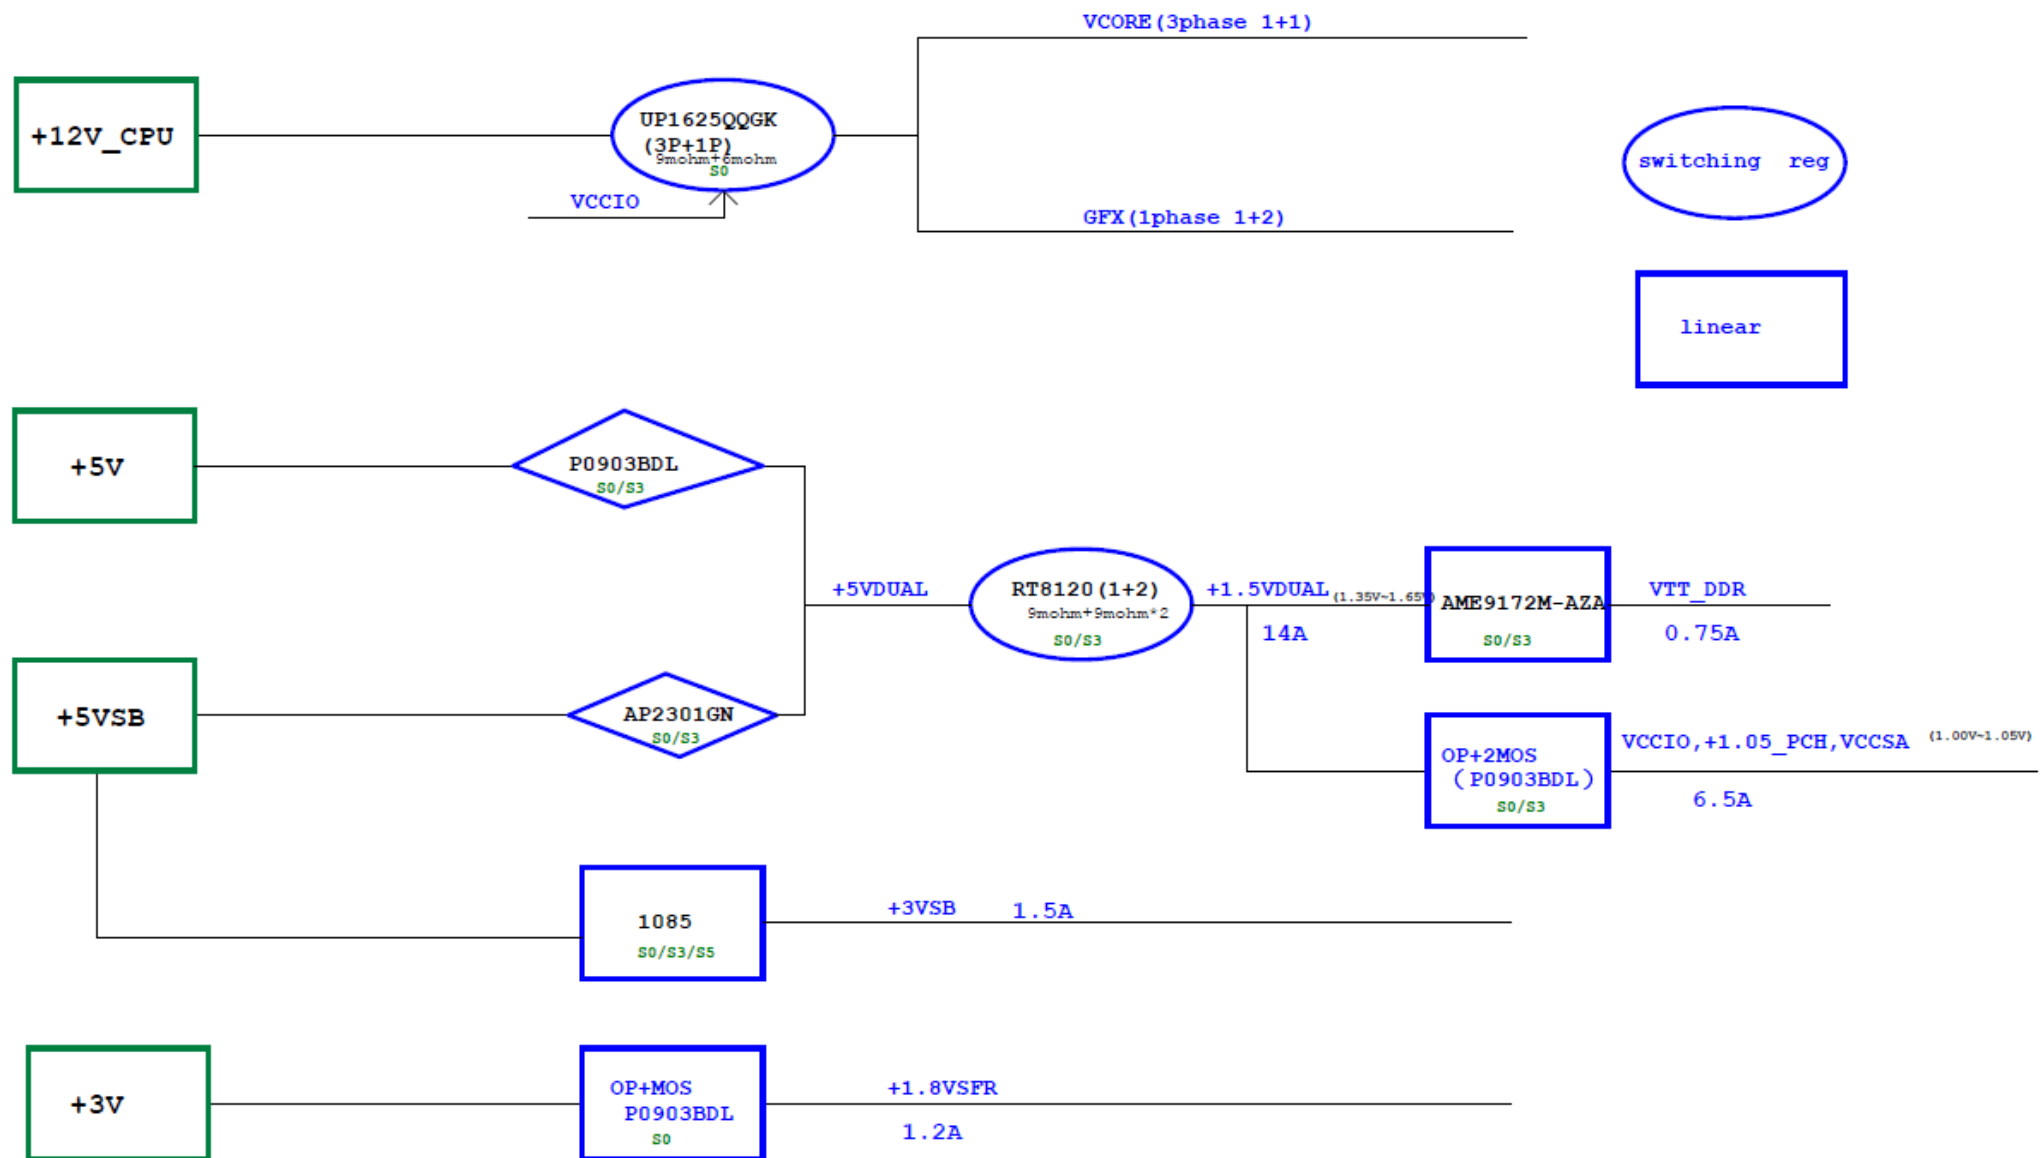 VCORE(3phase 1+1)
+12V_CPU
UP1625QQGK
(3P+1P)
9mohm+6mohm
S0
VCCIO
GFX(1phase 1+2)
switching reg
linear
+5V
P0903BDL
S0/S3
+5VDUAL
RT8120(1+2)
9mohm+9mohm*2
S0/S3
+1.5VDUAL (1.35V~1.65V)
14A
AME9172M-AZA
S0/S3
VTT_DDR
0.75A
+5VSB
AP2301GN
S0/S3
OP+2MOS
(P0903BDL)
S0/S3
VCCIO,+1.05_PCH,VCCSA (1.00V~1.05V)
6.5A
1085
S0/S3/S5
+3VSB 1.5A
+3V
OP+MOS
P0903BDL
S0
+1.8VSFR
1.2A